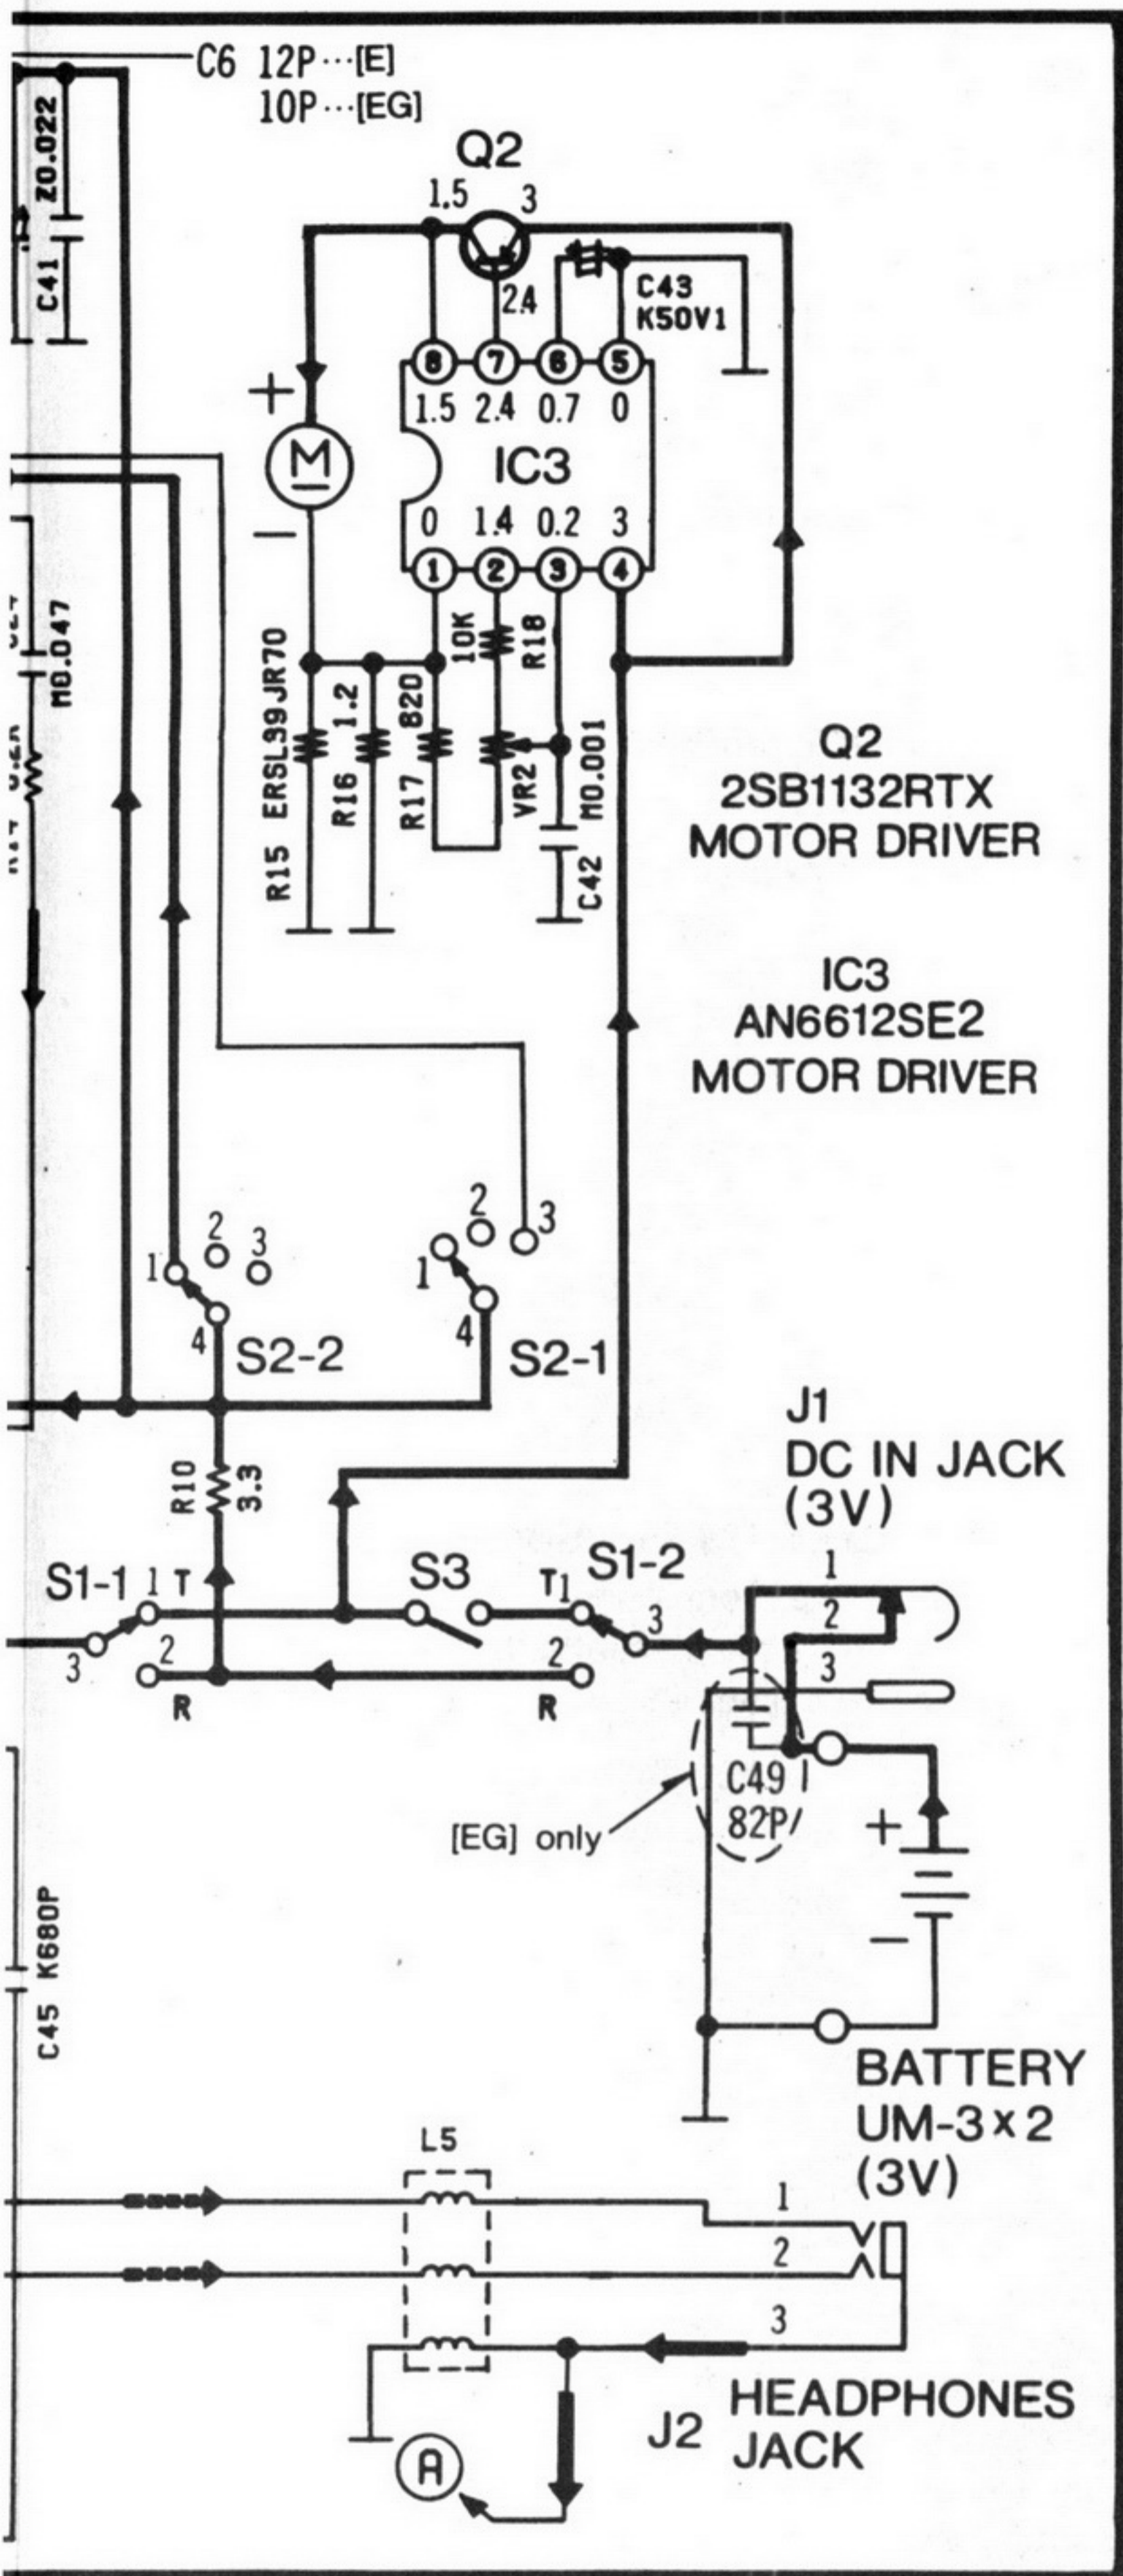 C6 12P···[E]
10P···[EG]
Z0.022
C41
Q2
1.5 3
2.4
C43
K50V1
8 7 6 5
1.5 2.4 0.7 0
+
M
IC3
−
0 1.4 0.2 3
1 2 3 4
M0.047
10K
R18
R15 ERSL39JR70
R16 1.2
R17 820
VR2
M0.001
C42
Q2
2SB1132RTX
MOTOR DRIVER
IC3
AN6612SE2
MOTOR DRIVER
1 2 3
4
S2-2
1 2 3
4
S2-1
R10
3.3
J1
DC IN JACK
(3V)
S1-1 1 T
3 2
R
S3
T1 S1-2
3
2
R
1
2
3
C49
82P
[EG] only
+
−
C45 K680P
BATTERY
UM-3×2
(3V)
L5
1
2
3
J2
HEADPHONES
JACK
A